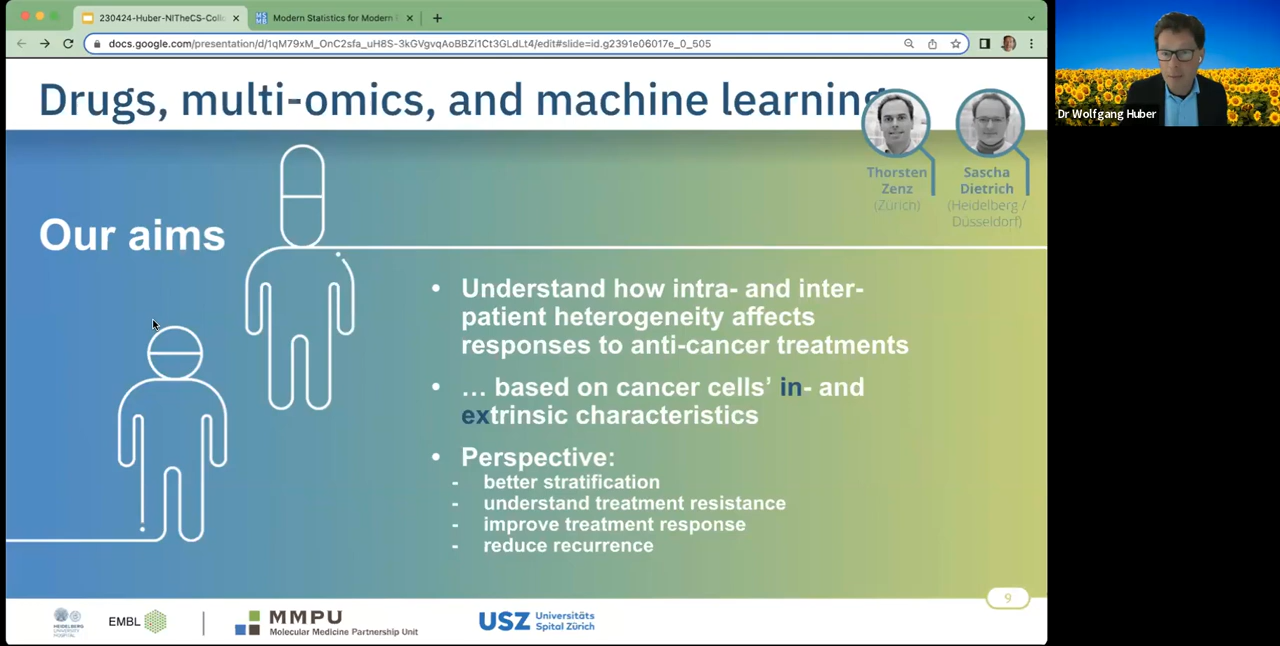 230424-Huber-NITheCS-Coll
Modern Statistics for Modern
docs.google.com/presentation/d/1qM79xM_OnC2sfa_uH8S-3kGVgvqAoBBZi1Ct3GLdLt4/edit#slide=id.g2391e06017e_0_505
Dr Wolfgang Huber
Drugs, multi-omics, and machine learning
Thorsten
Zenz
(Zürich)
Sascha
Dietrich
(Heidelberg /
Düsseldorf)
Our aims
• Understand how intra- and inter-
patient heterogeneity affects
responses to anti-cancer treatments
• … based on cancer cells’ in- and
extrinsic characteristics
• Perspective:
- better stratification
- understand treatment resistance
- improve treatment response
- reduce recurrence
9
HEIDELBERG
UNIVERSITY
HOSPITAL
EMBL
MMPU
Molecular Medicine Partnership Unit
USZ Universitäts
Spital Zürich